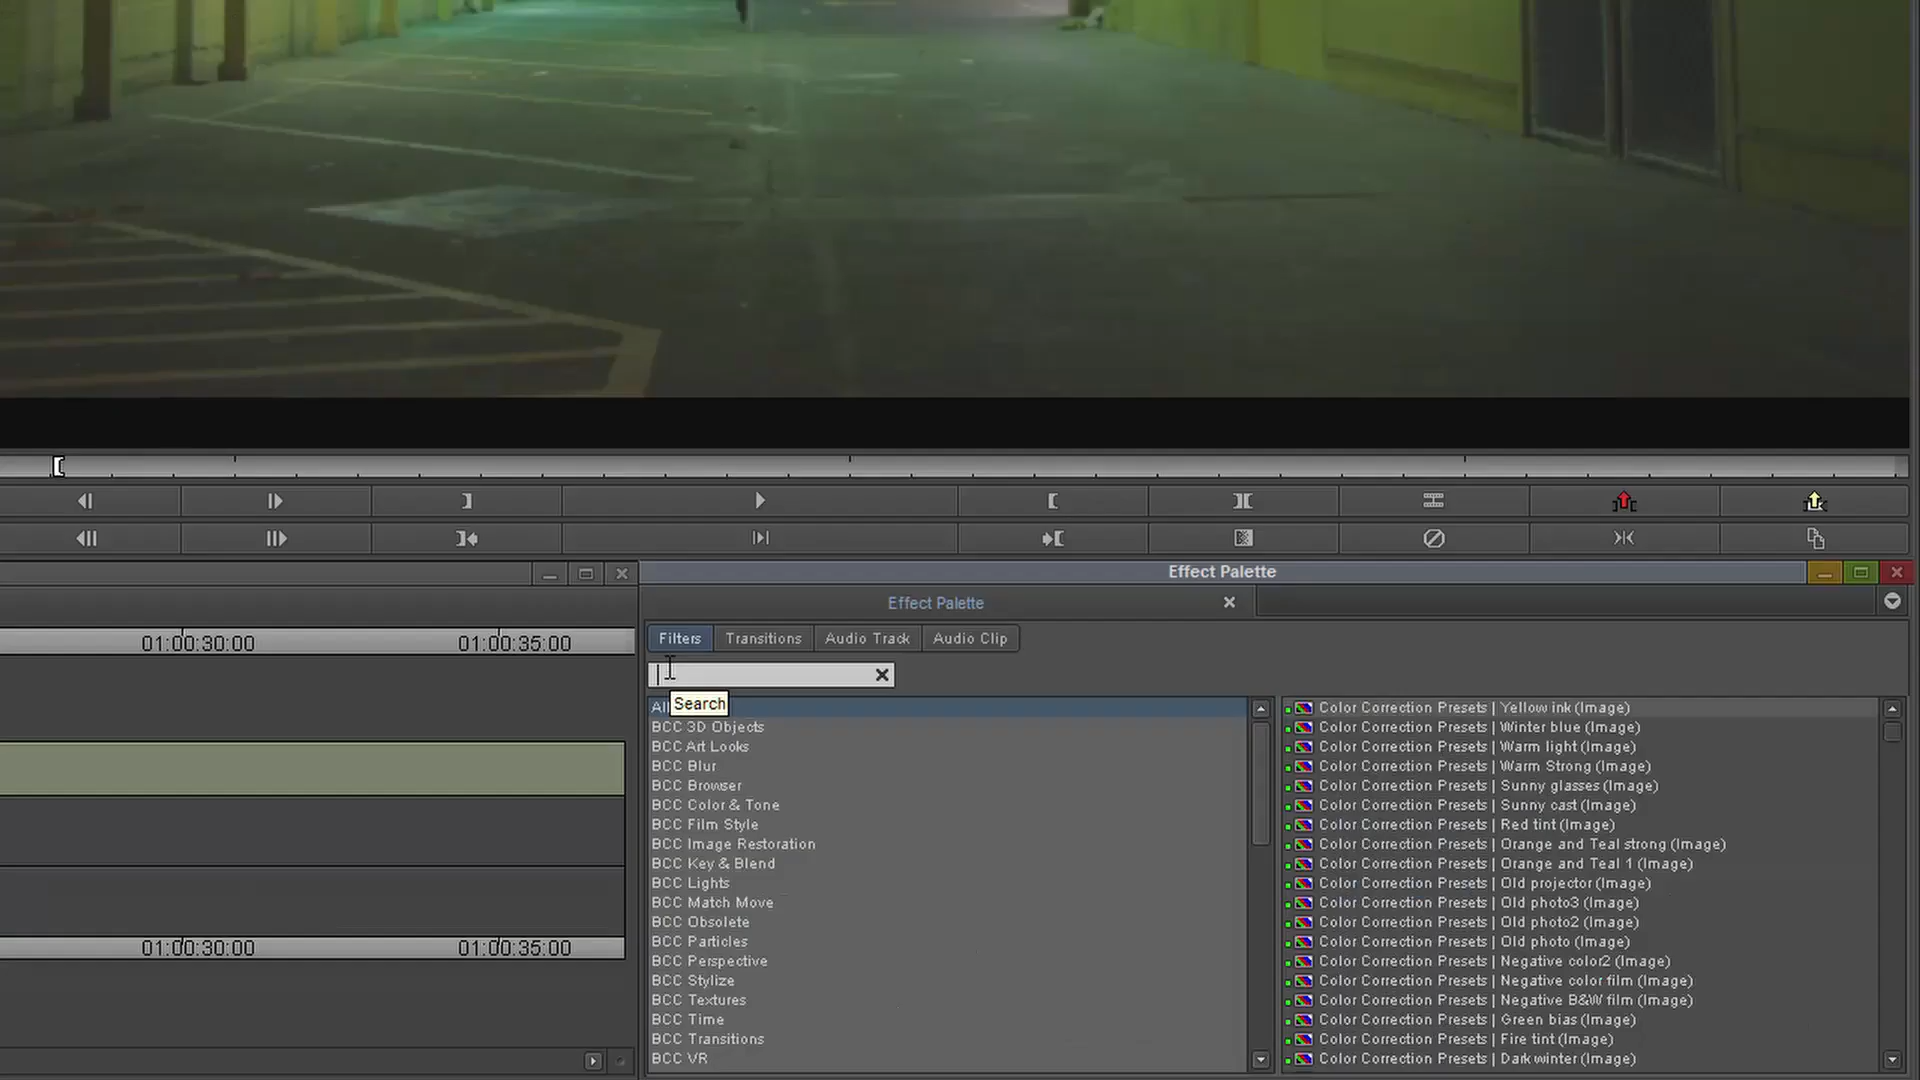 Effect Palette
Effect Palette
Filters
Transitions
Audio Track
Audio Clip
Search
01:00:30:00
01:00:35:00
All
BCC 3D Objects
BCC Art Looks
BCC Blur
BCC Browser
BCC Color & Tone
BCC Film Style
BCC Image Restoration
BCC Key & Blend
BCC Lights
BCC Match Move
BCC Obsolete
BCC Particles
BCC Perspective
BCC Stylize
BCC Textures
BCC Time
BCC Transitions
BCC VR
Color Correction Presets | Yellow ink (Image)
Color Correction Presets | Winter blue (Image)
Color Correction Presets | Warm light (Image)
Color Correction Presets | Warm Strong (Image)
Color Correction Presets | Sunny glasses (Image)
Color Correction Presets | Sunny cast (Image)
Color Correction Presets | Red tint (Image)
Color Correction Presets | Orange and Teal strong (Image)
Color Correction Presets | Orange and Teal 1 (Image)
Color Correction Presets | Old projector (Image)
Color Correction Presets | Old photo3 (Image)
Color Correction Presets | Old photo2 (Image)
Color Correction Presets | Old photo (Image)
Color Correction Presets | Negative color2 (Image)
Color Correction Presets | Negative color film (Image)
Color Correction Presets | Negative B&W film (Image)
Color Correction Presets | Green bias (Image)
Color Correction Presets | Fire tint (Image)
Color Correction Presets | Dark winter (Image)
01:00:30:00
01:00:35:00